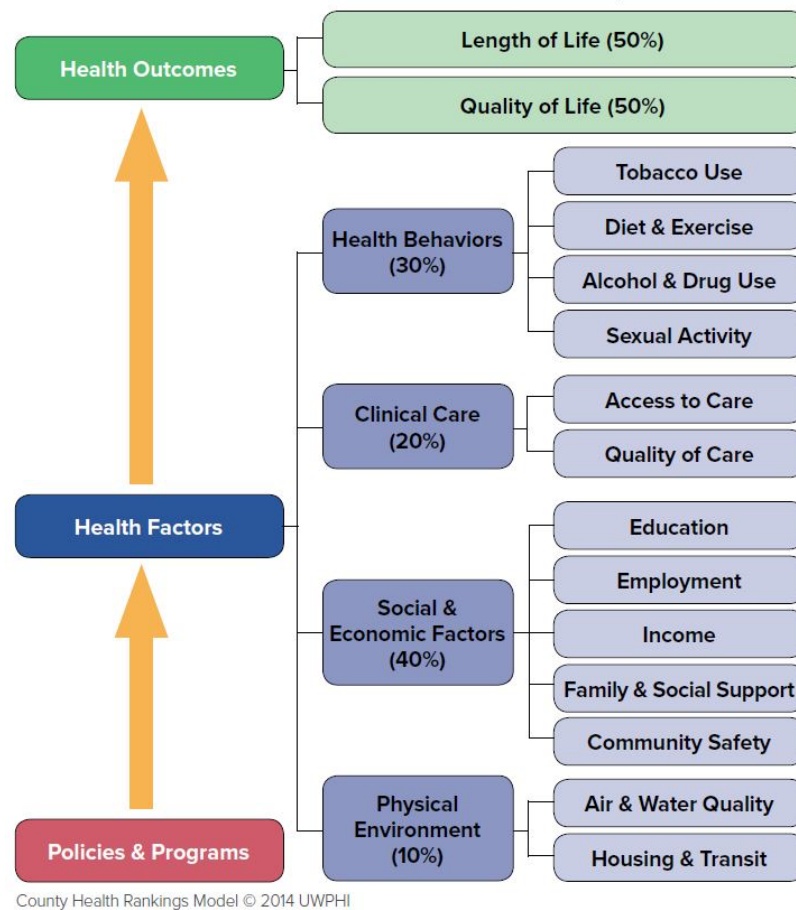 Health Outcomes
Length of Life (50%)
Quality of Life (50%)
Health Factors
Health Behaviors
(30%)
Tobacco Use
Diet & Exercise
Alcohol & Drug Use
Sexual Activity
Clinical Care
(20%)
Access to Care
Quality of Care
Social &
Economic Factors
(40%)
Education
Employment
Income
Family & Social Support
Community Safety
Physical
Environment
(10%)
Air & Water Quality
Housing & Transit
Policies & Programs
County Health Rankings Model © 2014 UWPHI